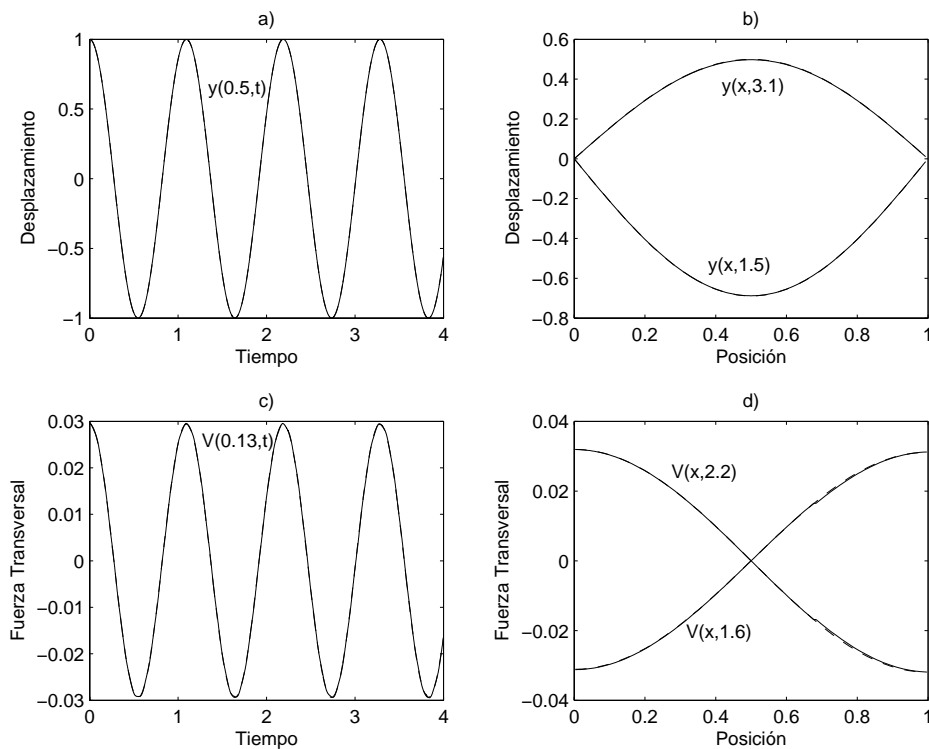 a)
1
0.5
0
−0.5
−1
Desplazamiento
y(0.5,t)
0 1 2 3 4
Tiempo
b)
0.6
0.4
0.2
0
−0.2
−0.4
−0.6
−0.8
Desplazamiento
y(x,3.1)
y(x,1.5)
0 0.2 0.4 0.6 0.8 1
Posición
c)
0.03
0.02
0.01
0
−0.01
−0.02
−0.03
Fuerza Transversal
V(0.13,t)
0 1 2 3 4
Tiempo
d)
0.04
0.02
0
−0.02
−0.04
Fuerza Transversal
V(x,2.2)
V(x,1.6)
0 0.2 0.4 0.6 0.8 1
Posición